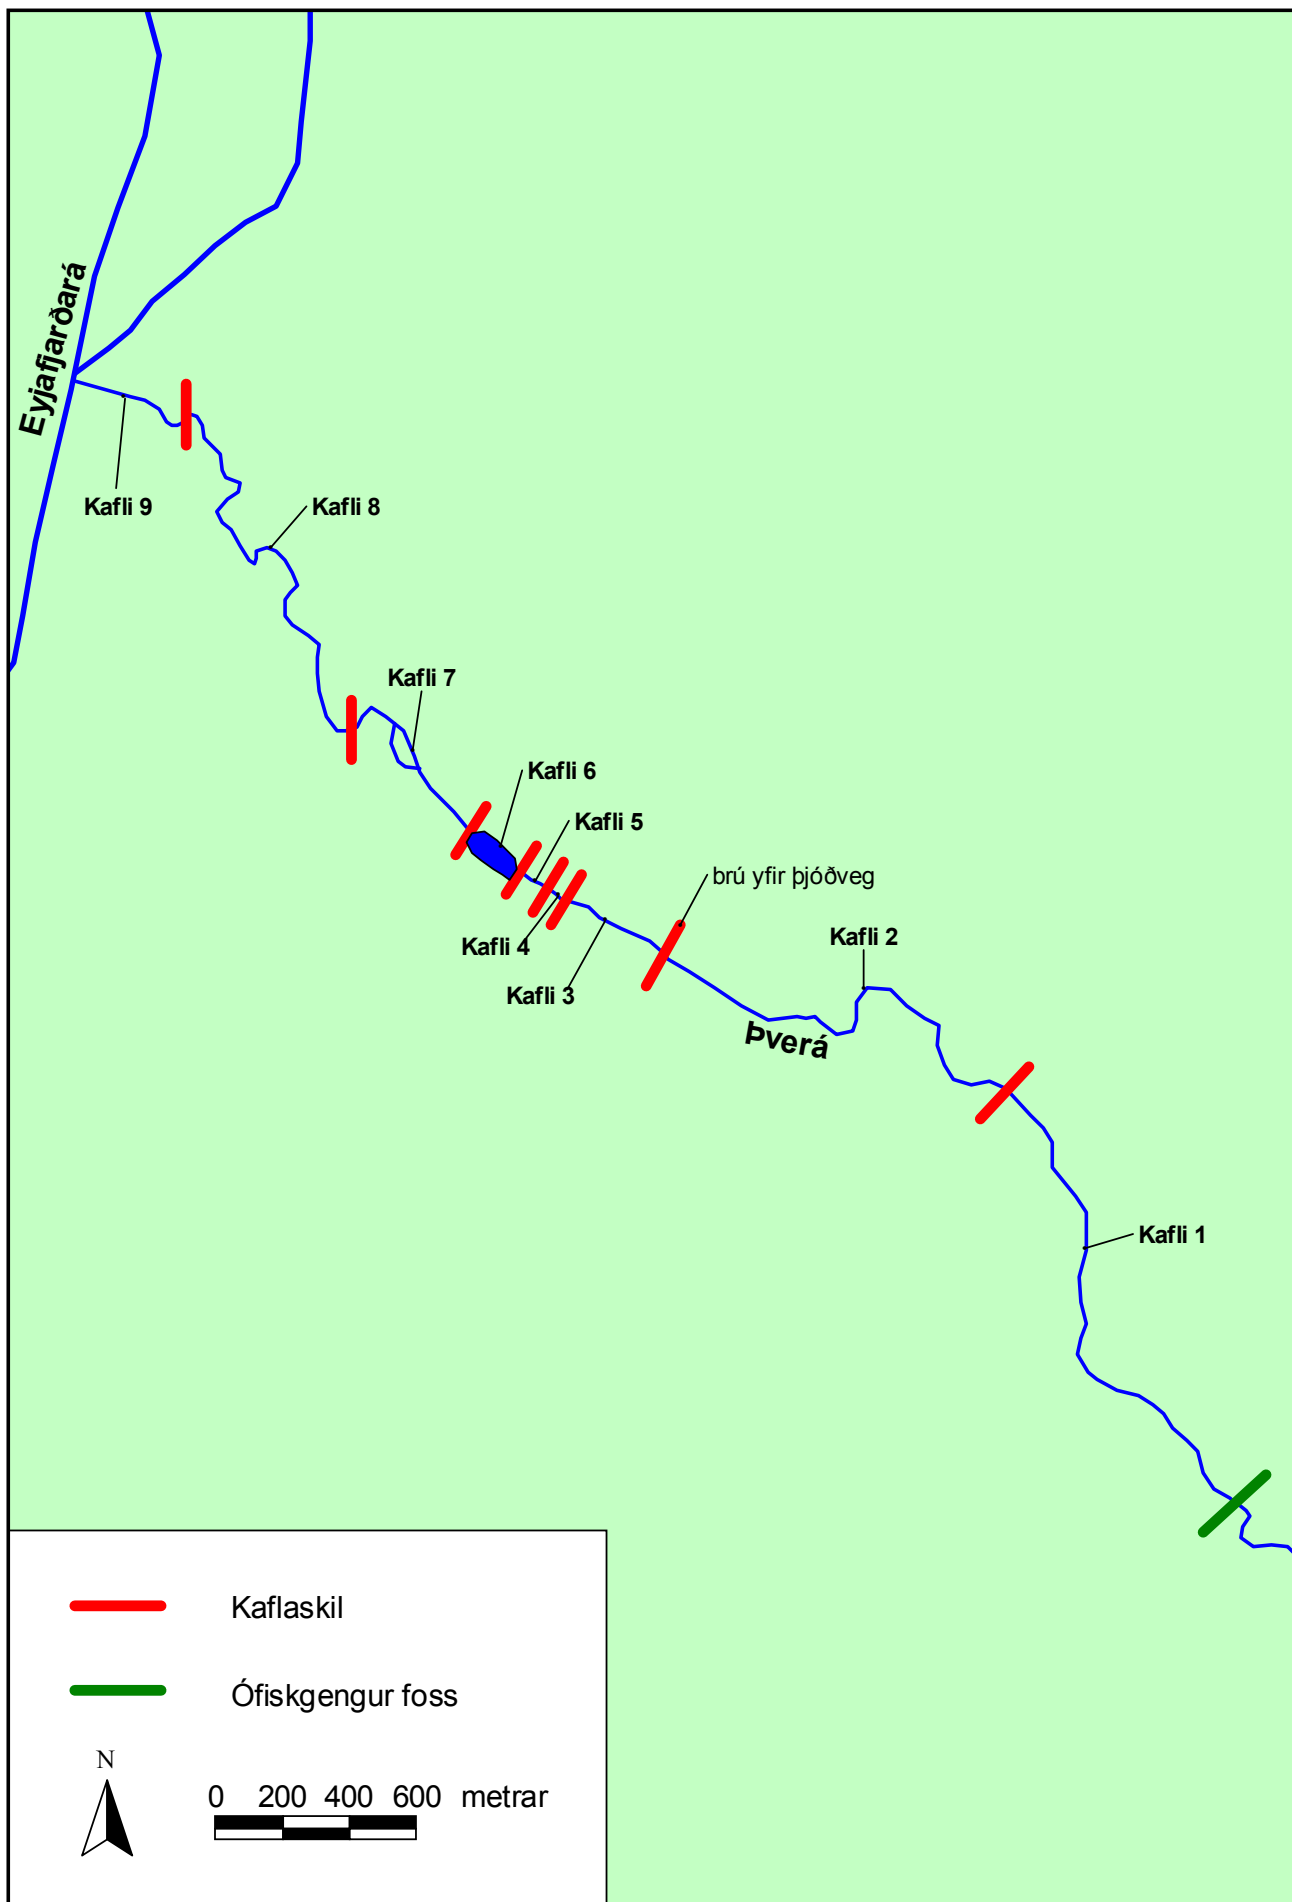 Eyjafjarðará
Kafli 9
Kafli 8
Kafli 7
Kafli 6
Kafli 5
brú yfir þjóðveg
Kafli 4
Kafli 2
Kafli 3
Þverá
Kafli 1
Kaflaskil
Ófiskgengur foss
N
0 200 400 600 metrar